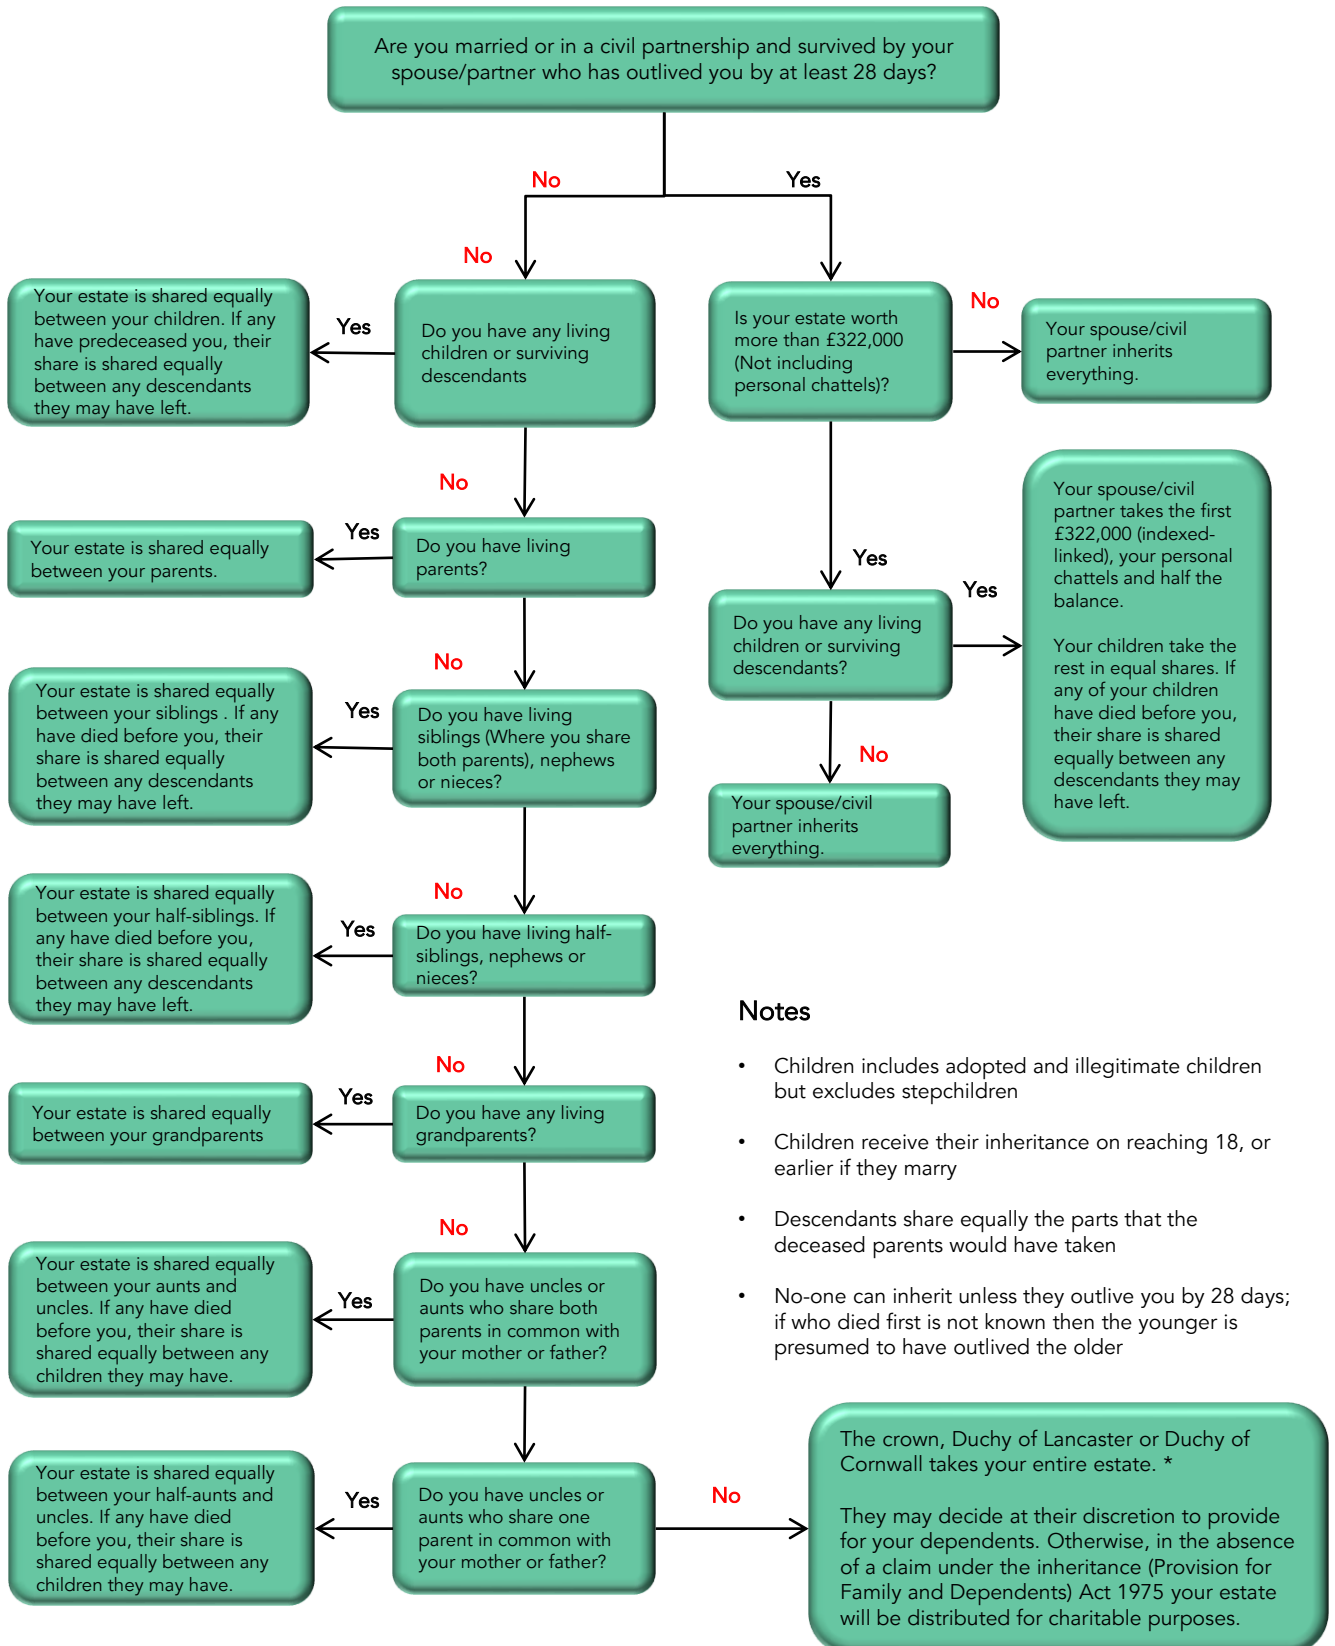 Are you married or in a civil partnership and survived by your
spouse/partner who has outlived you by at least 28 days?
No
Yes
No
Your estate is shared equally
between your children. If any
have predeceased you, their
share is shared equally
between any descendants
they may have left.
Yes
Do you have any living
children or surviving
descendants
Is your estate worth
more than £322,000
(Not including
personal chattels)?
No
Your spouse/civil
partner inherits
everything.
No
Your estate is shared equally
between your parents.
Yes
Do you have living
parents?
Yes
Do you have any living
children or surviving
descendants?
Yes
Your spouse/civil
partner takes the first
£322,000 (indexed-
linked), your personal
chattels and half the
balance.
Your children take the
rest in equal shares. If
any of your children
have died before you,
their share is shared
equally between any
descendants they may
have left.
No
Your spouse/civil
partner inherits
everything.
No
Your estate is shared equally
between your siblings . If any
have died before you, their
share is shared equally
between any descendants
they may have left.
Yes
Do you have living
siblings (Where you share
both parents), nephews
or nieces?
No
Your estate is shared equally
between your half-siblings. If
any have died before you,
their share is shared equally
between any descendants
they may have left.
Yes
Do you have living half-
siblings, nephews or
nieces?
No
Your estate is shared equally
between your grandparents
Yes
Do you have any living
grandparents?
No
Your estate is shared equally
between your aunts and
uncles. If any have died
before you, their share is
shared equally between any
children they may have.
Yes
Do you have uncles or
aunts who share both
parents in common with
your mother or father?
Your estate is shared equally
between your half-aunts and
uncles. If any have died
before you, their share is
shared equally between any
children they may have.
Yes
Do you have uncles or
aunts who share one
parent in common with
your mother or father?
No
The crown, Duchy of Lancaster or Duchy of
Cornwall takes your entire estate. *
They may decide at their discretion to provide
for your dependents. Otherwise, in the absence
of a claim under the inheritance (Provision for
Family and Dependents) Act 1975 your estate
will be distributed for charitable purposes.
Notes
• Children includes adopted and illegitimate children
but excludes stepchildren
• Children receive their inheritance on reaching 18, or
earlier if they marry
• Descendants share equally the parts that the
deceased parents would have taken
• No-one can inherit unless they outlive you by 28 days;
if who died first is not known then the younger is
presumed to have outlived the older